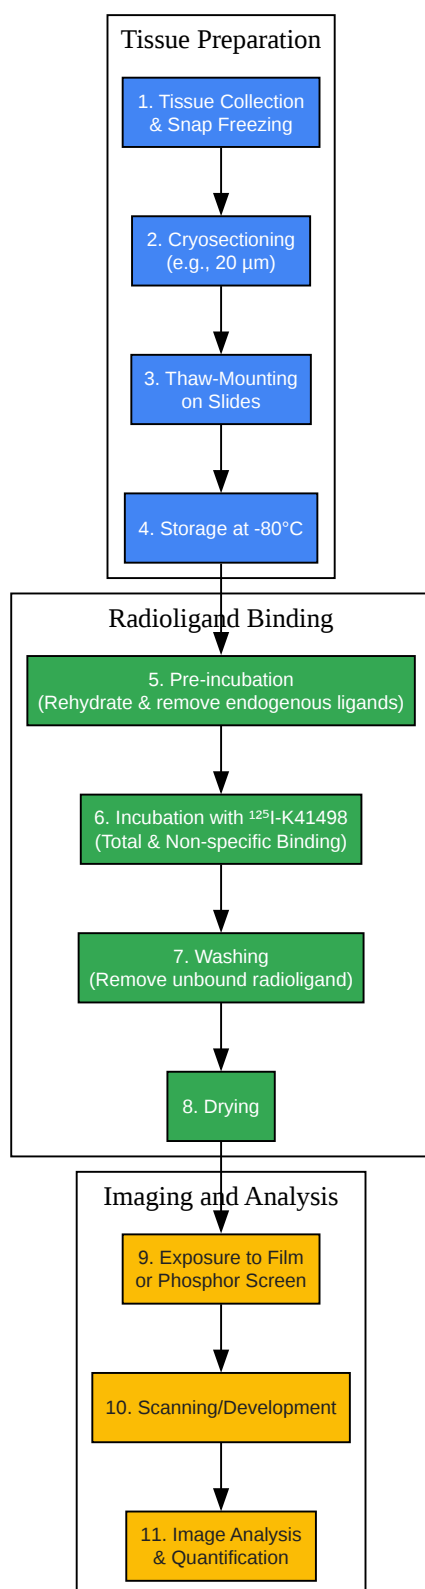 Tissue Preparation
1. Tissue Collection
& Snap Freezing
2. Cryosectioning
(e.g., 20 µm)
3. Thaw-Mounting
on Slides
4. Storage at -80°C
Radioligand Binding
5. Pre-incubation
(Rehydrate & remove endogenous ligands)
6. Incubation with ¹²⁵I-K41498
(Total & Non-specific Binding)
7. Washing
(Remove unbound radioligand)
8. Drying
Imaging and Analysis
9. Exposure to Film
or Phosphor Screen
10. Scanning/Development
11. Image Analysis
& Quantification